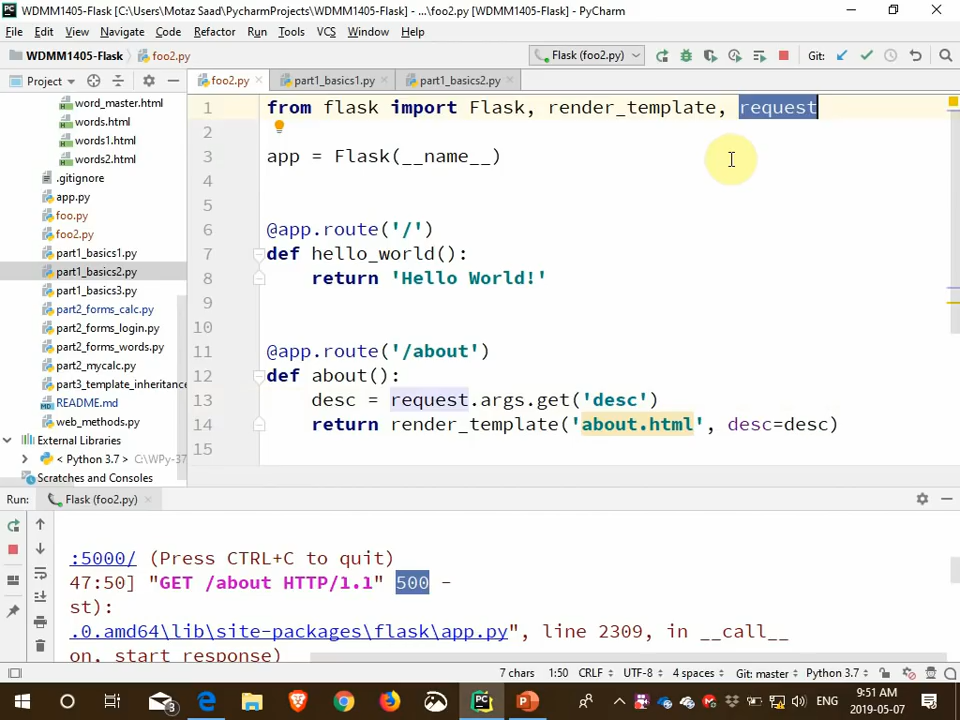 WDMM1405-Flask [C:\Users\Motaz Saad\PycharmProjects\WDMM1405-Flask] - ...\foo2.py [WDMM1405-Flask] - PyCharm
File Edit View Navigate Code Refactor Run Tools VCS Window Help
WDMM1405-Flask foo2.py Flask (foo2.py) Git:
Project foo2.py part1_basics1.py part1_basics2.py
word_master.html
words.html
words1.html
words2.html
.gitignore
app.py
foo.py
foo2.py
part1_basics1.py
part1_basics2.py
part1_basics3.py
part2_forms_calc.py
part2_forms_login.py
part2_forms_words.py
part2_mycalc.py
part3_template_inheritance
README.md
web_methods.py
External Libraries
< Python 3.7 > C:\WPy-37
Scratches and Consoles
1 from flask import Flask, render_template, request
2
3 app = Flask(__name__)
4
5
6 @app.route('/')
7 def hello_world():
8 return 'Hello World!'
9
10
11 @app.route('/about')
12 def about():
13 desc = request.args.get('desc')
14 return render_template('about.html', desc=desc)
15
Run: Flask (foo2.py)
:5000/ (Press CTRL+C to quit)
47:50] "GET /about HTTP/1.1" 500 -
st):
.0.amd64\lib\site-packages\flask\app.py", line 2309, in __call__
on, start_response)
7 chars 1:50 CRLF UTF-8 4 spaces Git: master Python 3.7
3 ENG 9:51 AM
2019-05-07